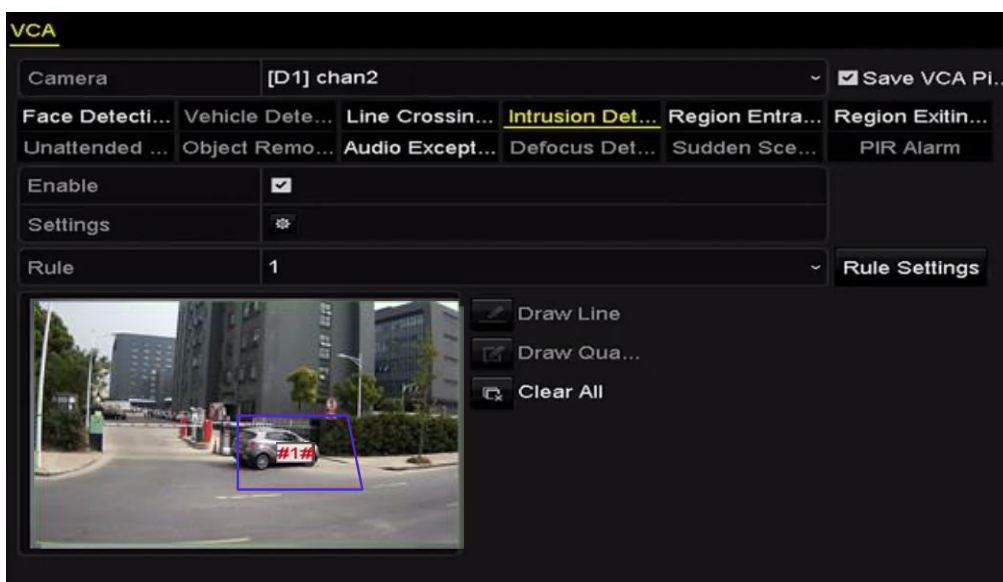 VCA
Camera [D1] chan2 Save VCA Pi...
Face Detecti... Vehicle Dete... Line Crossin... Intrusion Det... Region Entra... Region Exitin...
Unattended ... Object Remo... Audio Except... Defocus Det... Sudden Sce... PIR Alarm
Enable
Settings
Rule 1 Rule Settings
Draw Line
Draw Qua...
Clear All
#1#